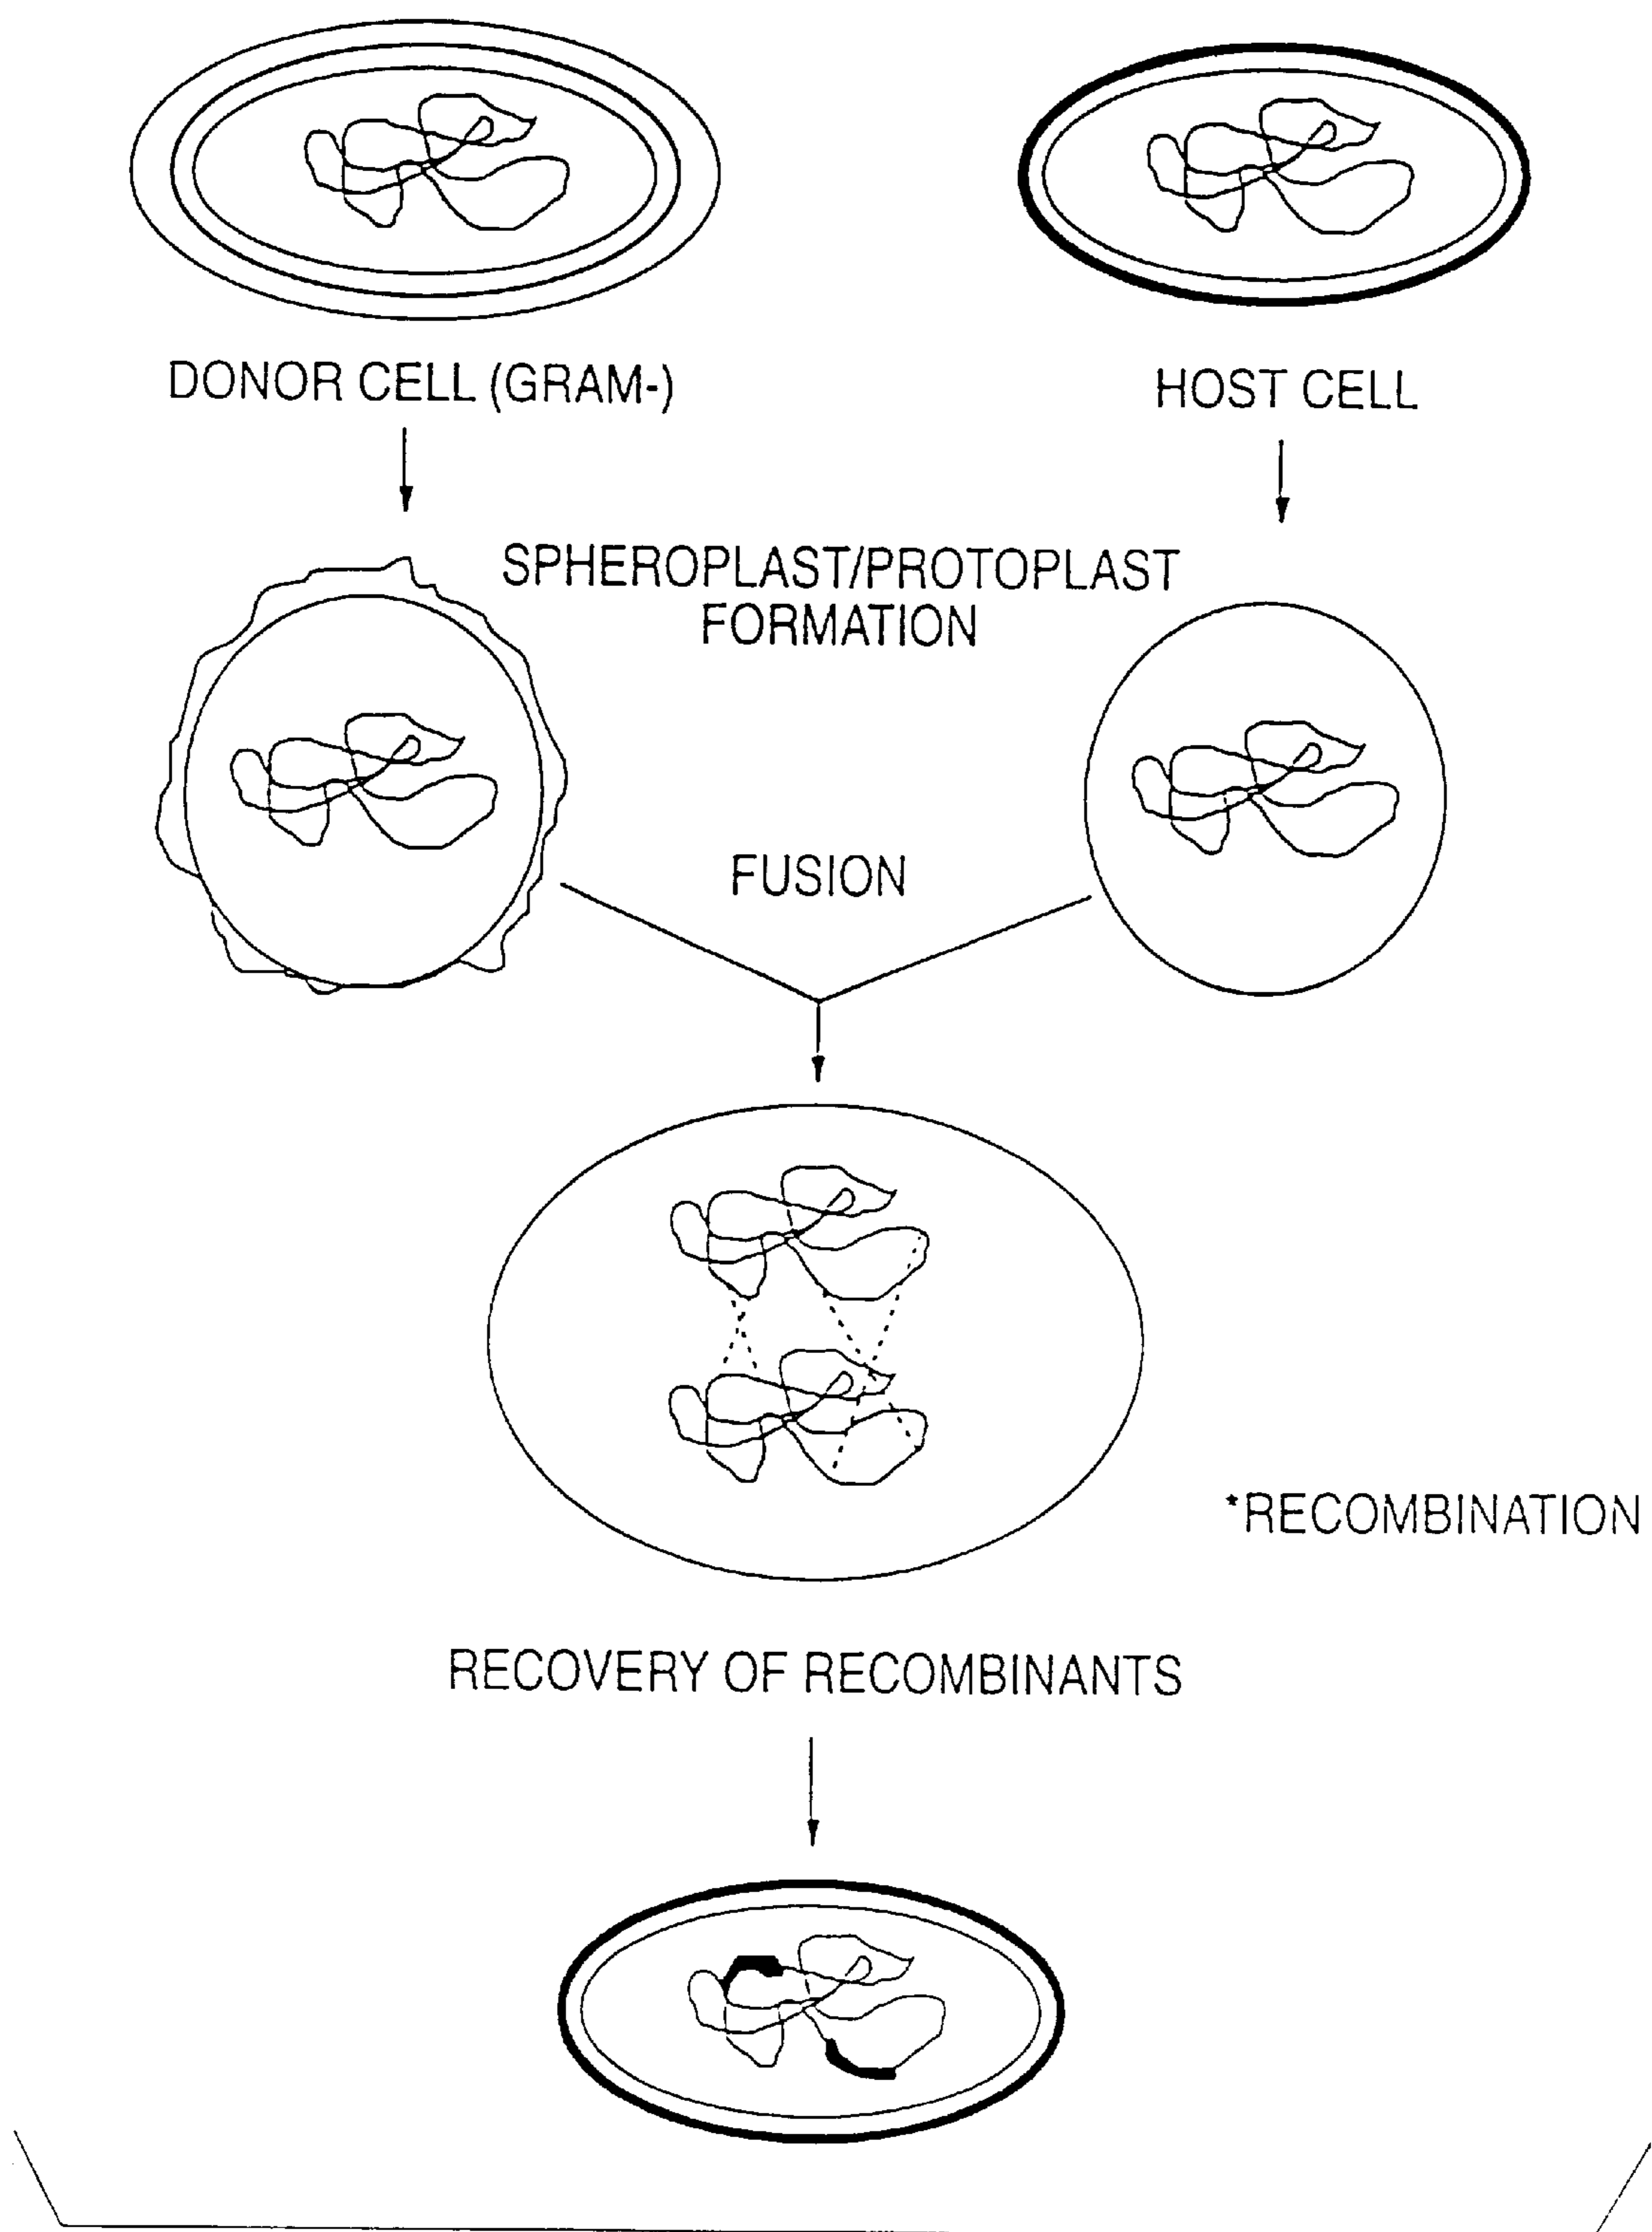 DONOR CELL (GRAM-)
HOST CELL
SPHEROPLAST/PROTOPLAST
FORMATION
FUSION
*RECOMBINATION
RECOVERY OF RECOMBINANTS